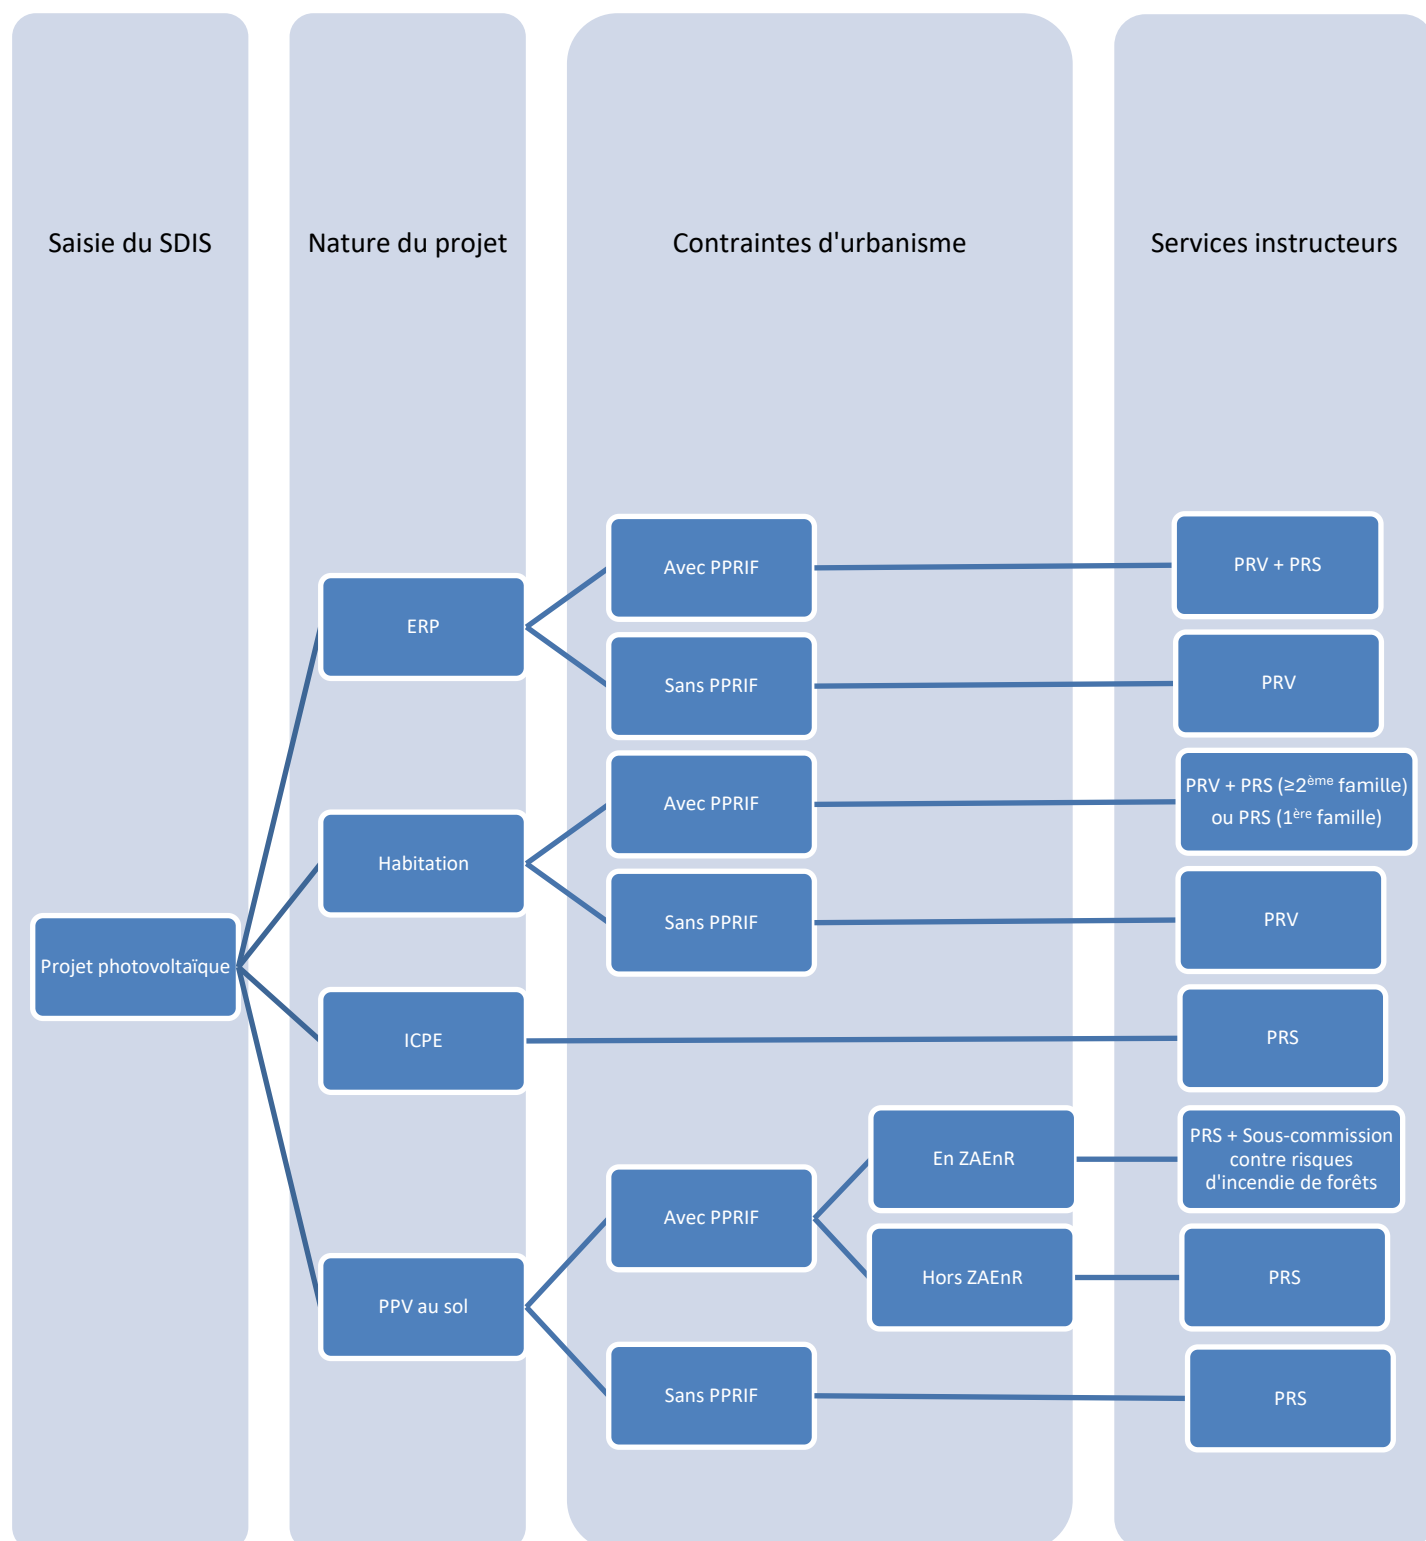 Saisie du SDIS
Nature du projet
Contraintes d'urbanisme
Services instructeurs
Projet photovoltaïque
ERP
Avec PPRIF
PRV + PRS
Sans PPRIF
PRV
Habitation
Avec PPRIF
PRV + PRS (≥2ème famille)
ou PRS (1ère famille)
Sans PPRIF
PRV
ICPE
PRS
PPV au sol
Avec PPRIF
En ZAEnR
PRS + Sous-commission
contre risques
d'incendie de forêts
Hors ZAEnR
PRS
Sans PPRIF
PRS